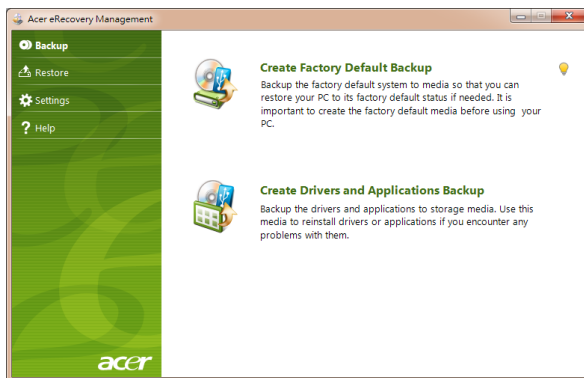 Acer eRecovery Management
Backup
Restore
Settings
Help
Create Factory Default Backup
Backup the factory default system to media so that you can
restore your PC to its factory default status if needed. It is
important to create the factory default media before using your
PC.
Create Drivers and Applications Backup
Backup the drivers and applications to storage media. Use this
media to reinstall drivers or applications if you encounter any
problems with them.
acer